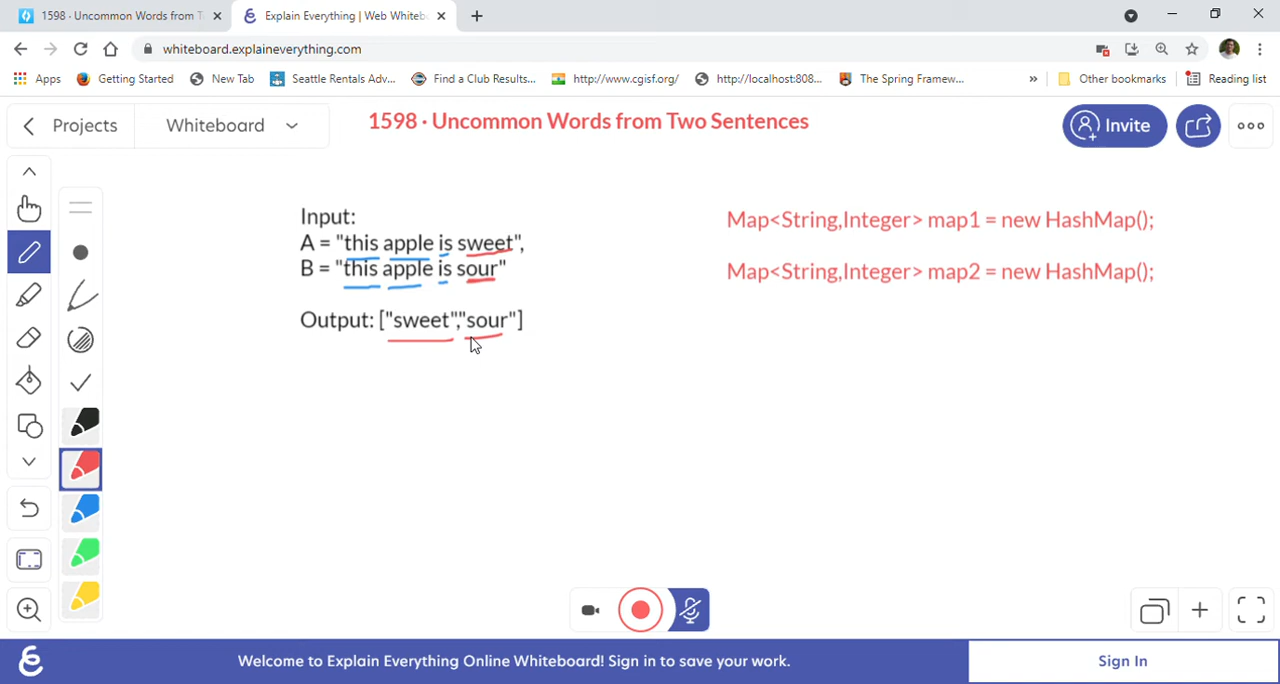 1598 · Uncommon Words from T
Explain Everything | Web Whitebo
whiteboard.explaineverything.com
Apps
Getting Started
New Tab
Seattle Rentals Adv...
Find a Club Results...
http://www.cgisf.org/
http://localhost:808...
The Spring Framew...
»
Other bookmarks
Reading list
Projects
Whiteboard
1598 · Uncommon Words from Two Sentences
Invite
Input:
A = "this apple is sweet",
B = "this apple is sour"
Output: ["sweet","sour"]
Map<String,Integer> map1 = new HashMap();
Map<String,Integer> map2 = new HashMap();
Welcome to Explain Everything Online Whiteboard! Sign in to save your work.
Sign In